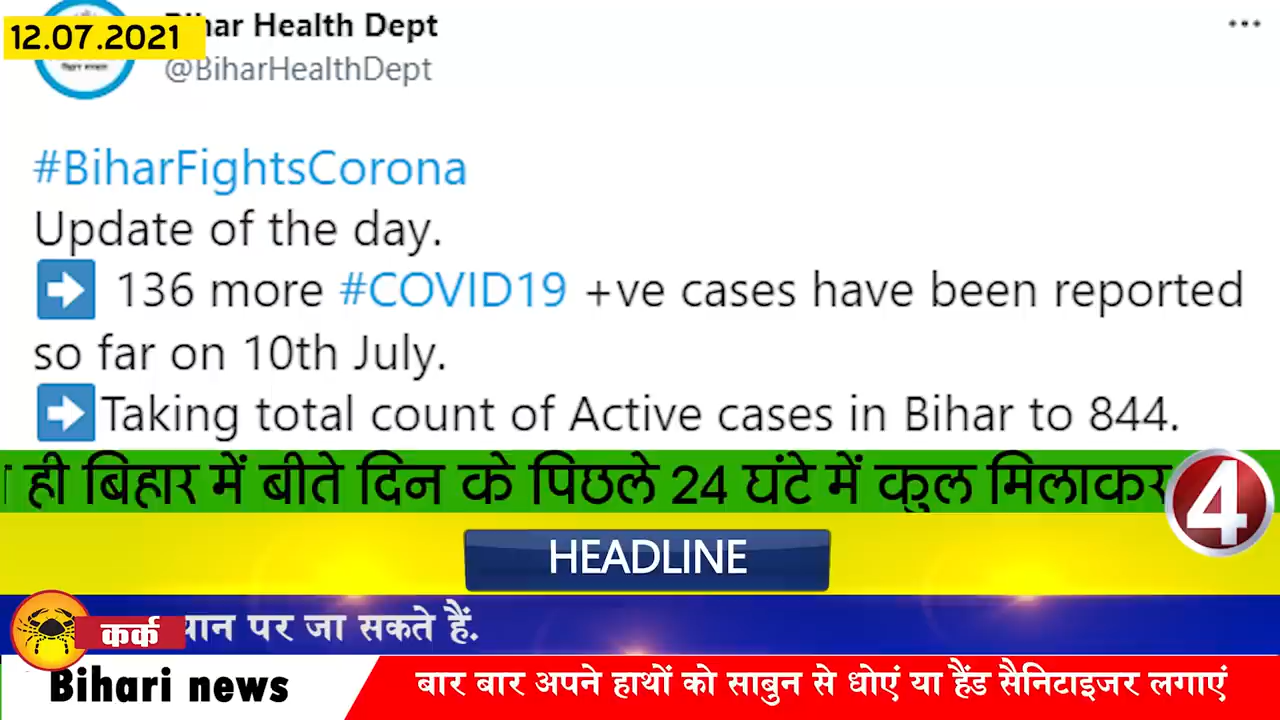 12.07.2021
Bihar Health Dept
@BiharHealthDept
#BiharFightsCorona
Update of the day.
136 more #COVID19 +ve cases have been reported
so far on 10th July.
Taking total count of Active cases in Bihar to 844.
ही बिहार में बीते दिन के पिछले 24 घंटे में कुल मिलाकर
4
HEADLINE
कर्क
पर जा सकते हैं.
Bihari news
बार बार अपने हाथों को साबुन से धोएं या हैंड सैनिटाइजर लगाएं